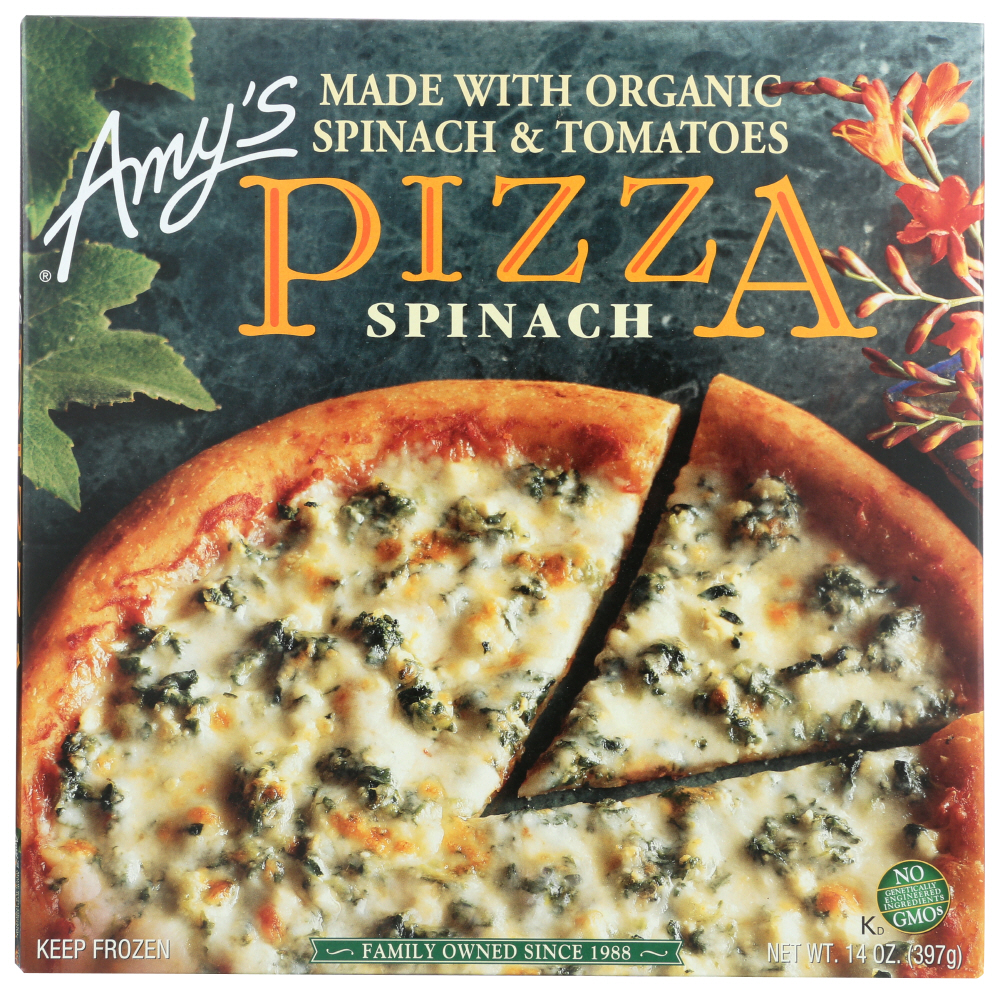 Amy's
®
MADE WITH ORGANIC
SPINACH & TOMATOES
PIZZA
SPINACH
NO
GENETICALLY
ENGINEERED
INGREDIENTS
GMOs
KD
KEEP FROZEN
FAMILY OWNED SINCE 1988
NET WT. 14 OZ. (397g)